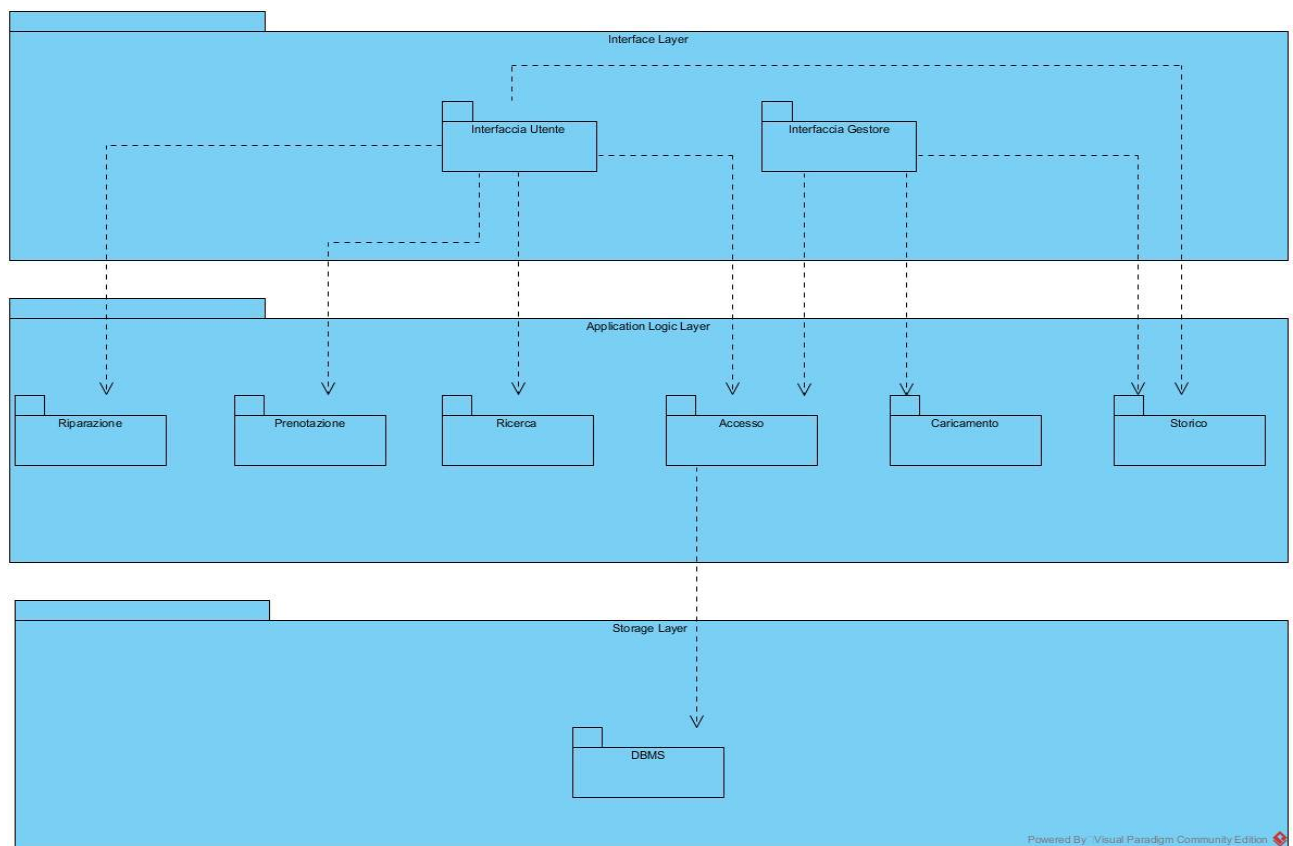 Interface Layer
Interfaccia Utente
Interfaccia Gestore
Application Logic Layer
Riparazione
Prenotazione
Ricerca
Accesso
Caricamento
Storico
Storage Layer
DBMS
Powered By Visual Paradigm Community Edition